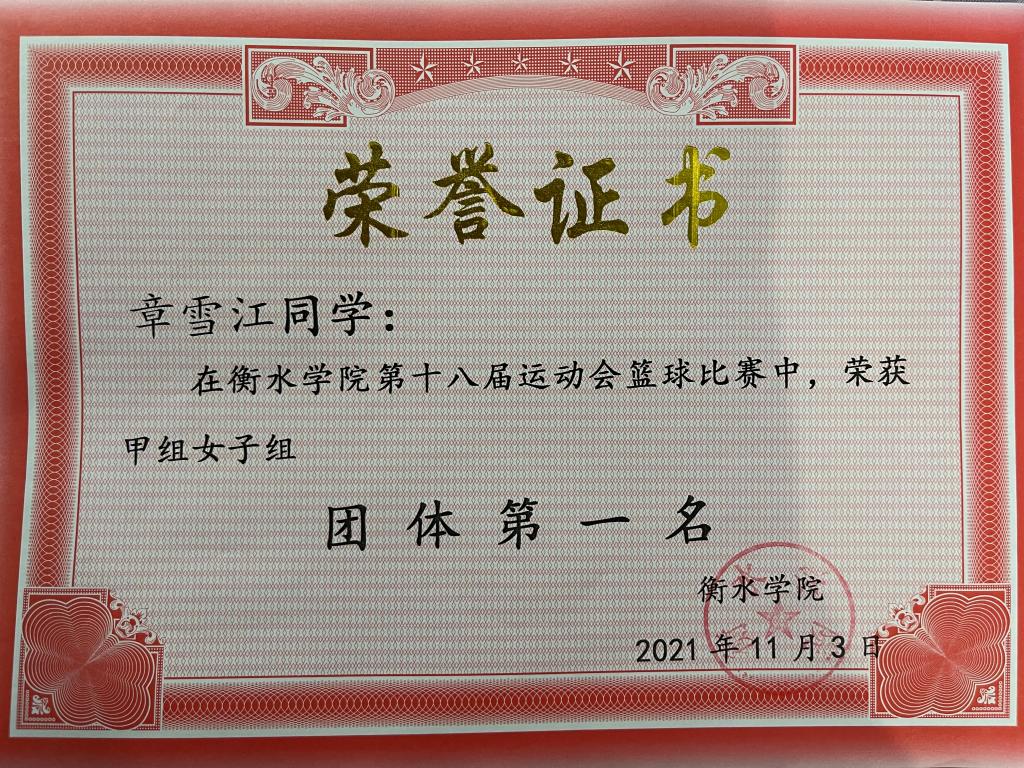 荣誉证书
章雪江同学：
在衡水学院第十八届运动会篮球比赛中，荣获
甲组女子组
团体第一名
衡水学院
2021年11月3日